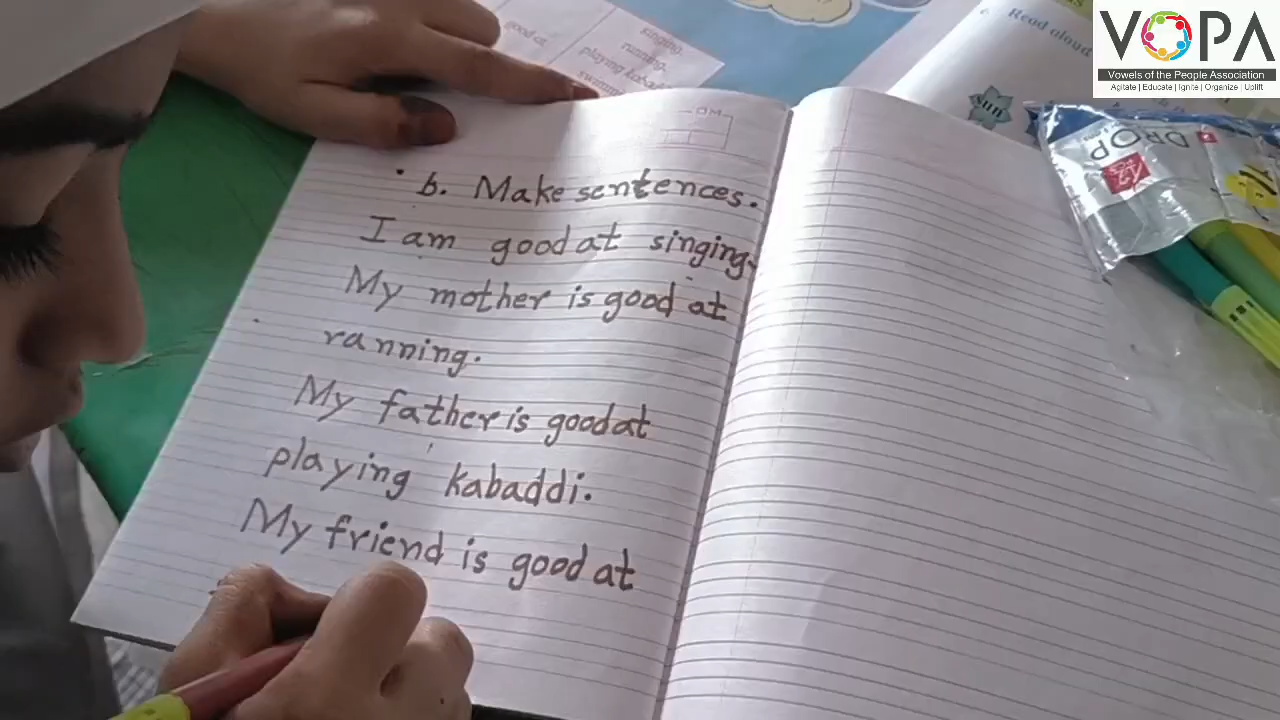 VOPA
Vowels of the People Association
Agitate | Educate | Ignite | Organize | Uplift
Read aloud
good at
singing.
running.
playing
Sun
DROP
b. Make sentences.
I am good at singing.
My mother is good at
ranning.
My father is good at
playing kabaddi.
My friend is good at